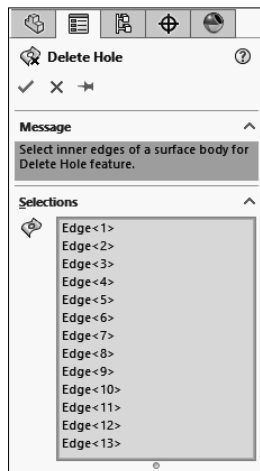 Delete Hole
?
Message
Select inner edges of a surface body for
Delete Hole feature.
Selections
Edge<1>
Edge<2>
Edge<3>
Edge<4>
Edge<5>
Edge<6>
Edge<7>
Edge<8>
Edge<9>
Edge<10>
Edge<11>
Edge<12>
Edge<13>